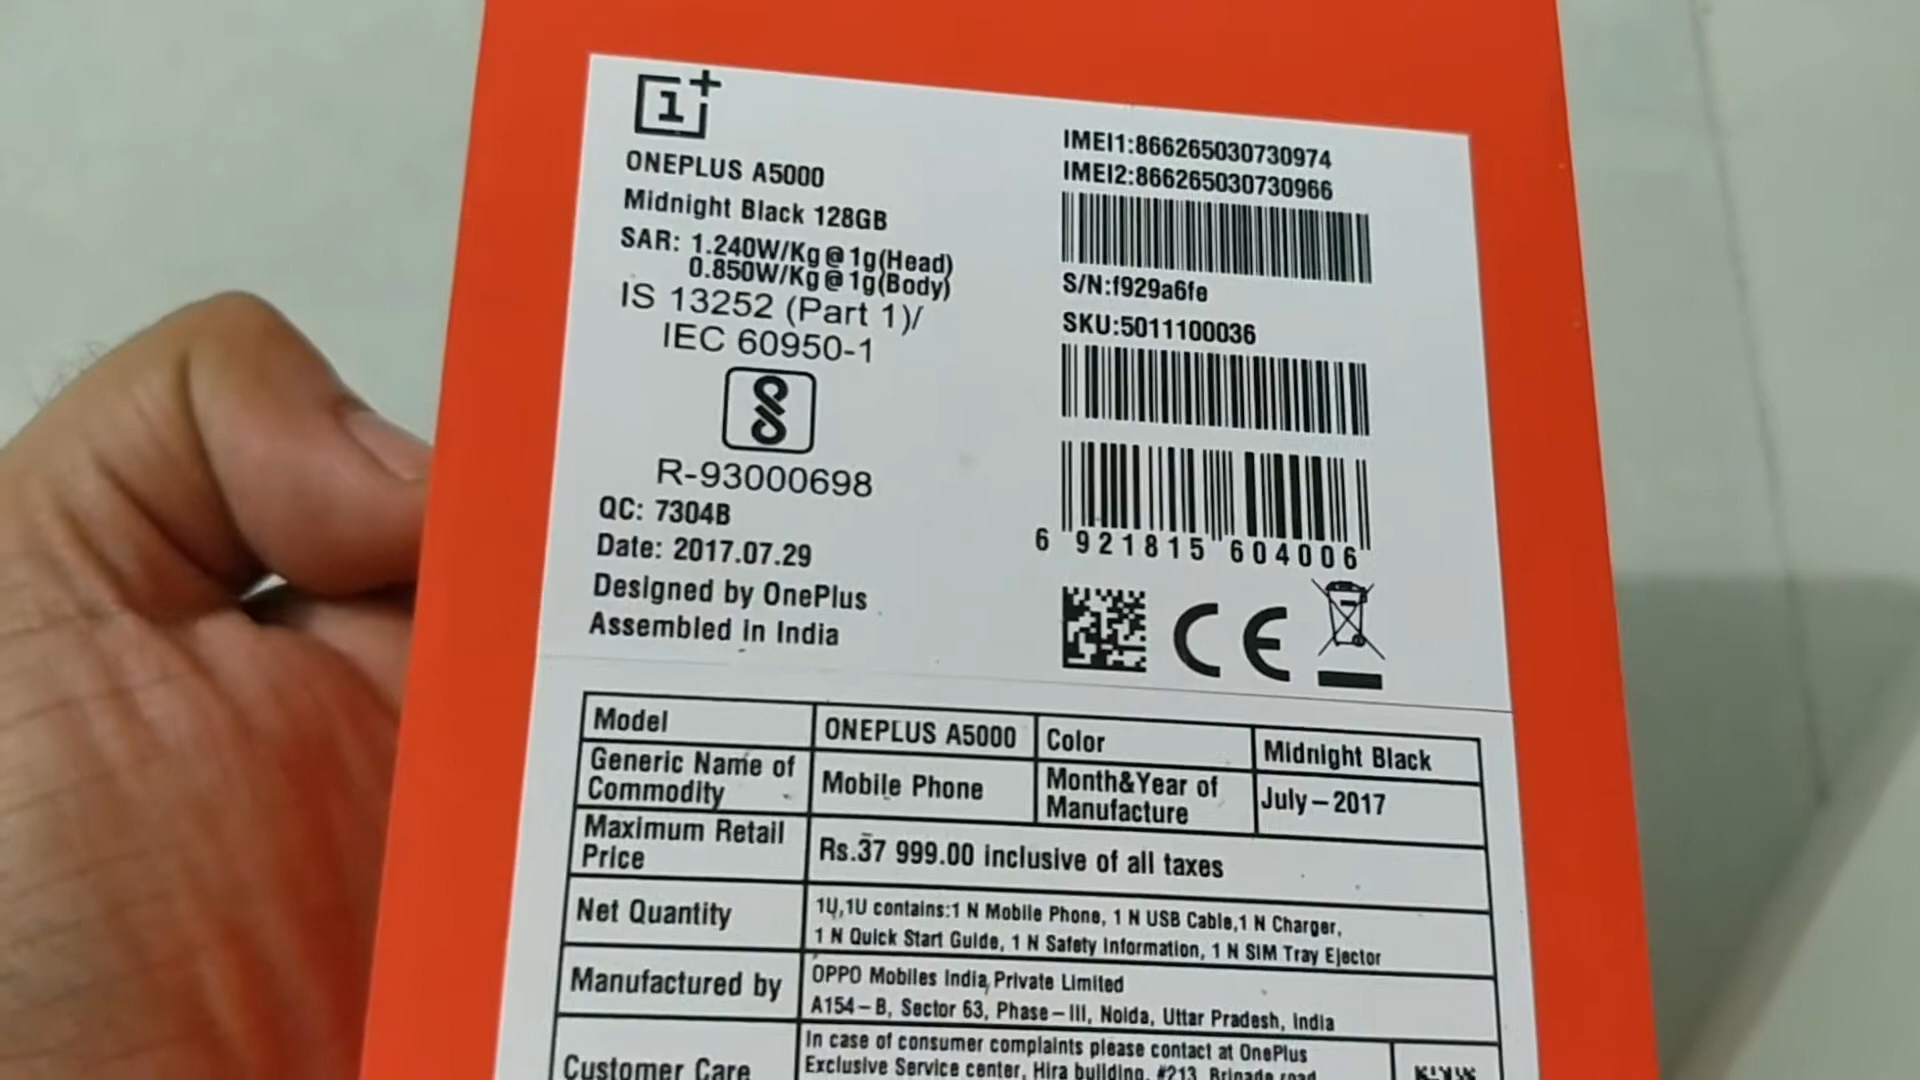 1+
ONEPLUS A5000
Midnight Black 128GB
SAR: 1.240W/Kg@1g(Head)
0.850W/Kg@1g(Body)
IS 13252 (Part 1)/
IEC 60950-1
R-93000698
QC: 7304B
Date: 2017.07.29
Designed by OnePlus
Assembled in India
IMEI1:866265030730974
IMEI2:866265030730966
S/N:f929a6fe
SKU:5011100036
6 921815 604006
CE
Model ONEPLUS A5000 Color Midnight Black
Generic Name of
Commodity Mobile Phone Month&Year of
Manufacture July-2017
Maximum Retail
Price Rs.37 999.00 inclusive of all taxes
Net Quantity 1U,1U contains:1 N Mobile Phone, 1 N USB Cable,1 N Charger,
1 N Quick Start Guide, 1 N Safety Information, 1 N SIM Tray Ejector
Manufactured by OPPO Mobiles India Private Limited
A154-B, Sector 63, Phase-III, Noida, Uttar Pradesh, India
Customer Care In case of consumer complaints please contact at OnePlus
Exclusive Service center, Hira building, #213, Brigade road